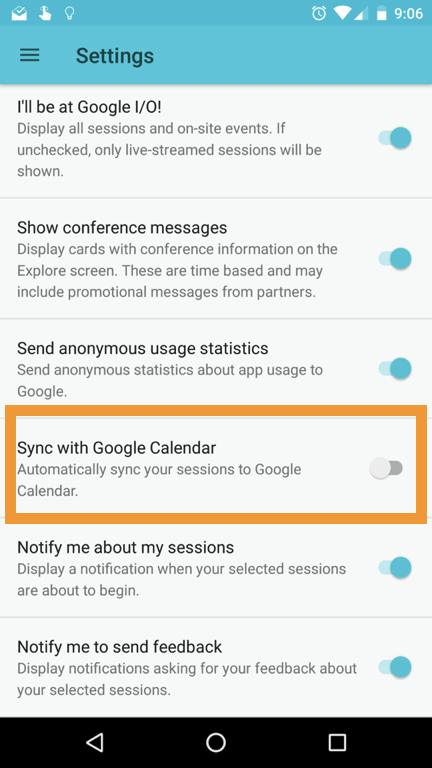 9:06
Settings
I'll be at Google I/O!
Display all sessions and on-site events. If
unchecked, only live-streamed sessions will be
shown.
Show conference messages
Display cards with conference information on the
Explore screen. These are time based and may
include promotional messages from partners.
Send anonymous usage statistics
Send anonymous statistics about app usage to
Google.
Sync with Google Calendar
Automatically sync your sessions to Google
Calendar.
Notify me about my sessions
Display a notification when your selected sessions
are about to begin.
Notify me to send feedback
Display notifications asking for your feedback about
your selected sessions.